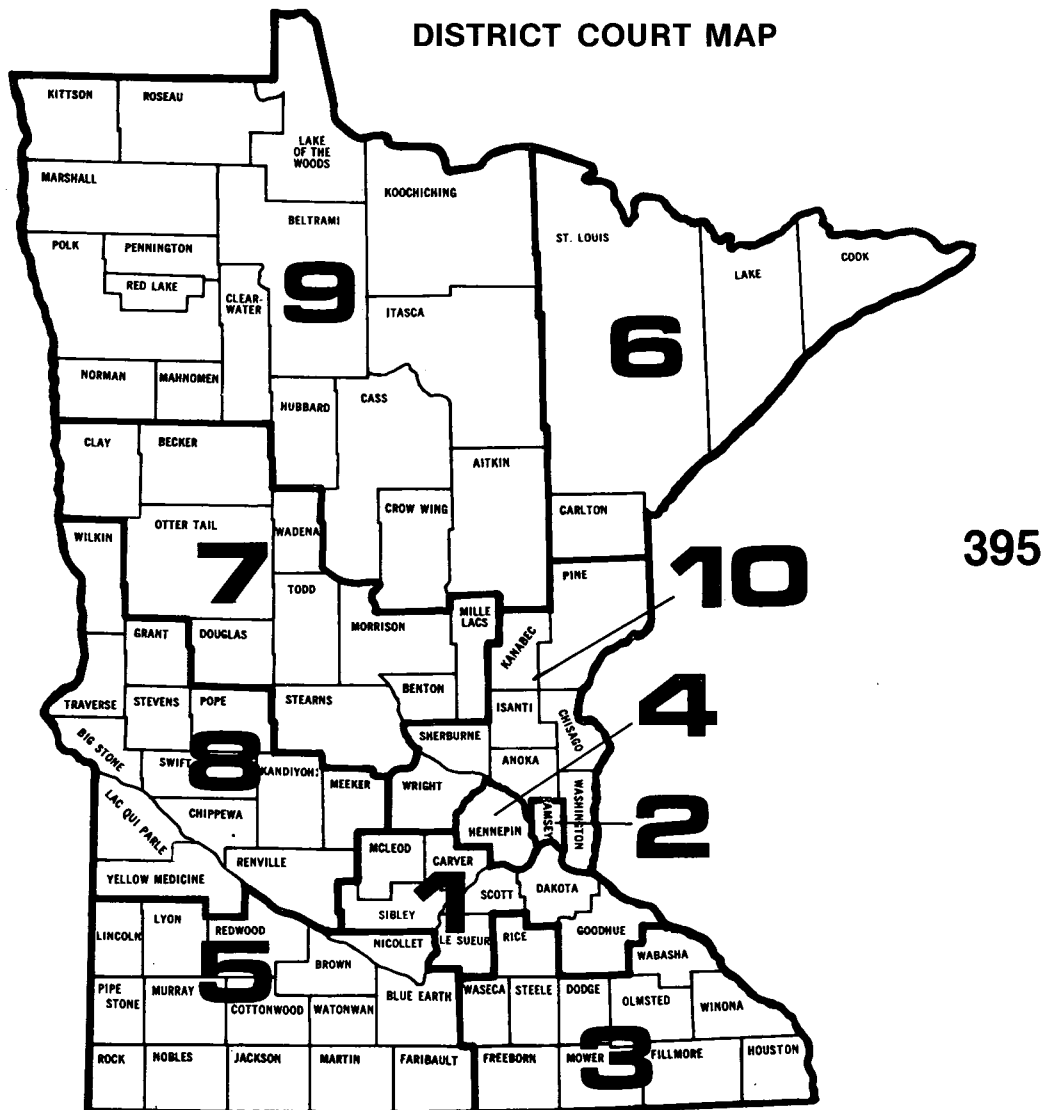 DISTRICT COURT MAP
KITTSON
ROSEAU
LAKE
OF THE
WOODS
MARSHALL
KOOCHICHING
BELTRAMI
POLK
PENNINGTON
ST. LOUIS
COOK
LAKE
RED LAKE
CLEAR-
WATER
9
ITASCA
6
NORMAN
MAHNOMEN
HUBBARD
CASS
CLAY
BECKER
AITKIN
CROW WING
CARLTON
OTTER TAIL
WILKIN
WADENA
395
7
10
PINE
TODD
MILLE
LACS
MORRISON
GRANT
DOUGLAS
KANABEC
BENTON
4
TRAVERSE
STEVENS
POPE
STEARNS
ISANTI
CHISAGO
BIG STONE
SHERBURNE
SWIFT
8
ANOKA
KANDIYOHI
MEEKER
WRIGHT
WASHINGTON
LAC QUI PARLE
CHIPPEWA
RAMSEY
2
HENNEPIN
MCLEOD
CARVER
RENVILLE
YELLOW MEDICINE
1
SCOTT
DAKOTA
SIBLEY
LYON
LINCOLN
REDWOOD
NICOLLET
LE SUEUR
RICE
GOODHUE
5
BROWN
WABASHA
PIPE
STONE
MURRAY
BLUE EARTH
WASECA
STEELE
DODGE
OLMSTED
WINONA
COTTONWOOD
WATONWAN
ROCK
NOBLES
JACKSON
MARTIN
FARIBAULT
FREEBORN
MOWER
3
FILLMORE
HOUSTON